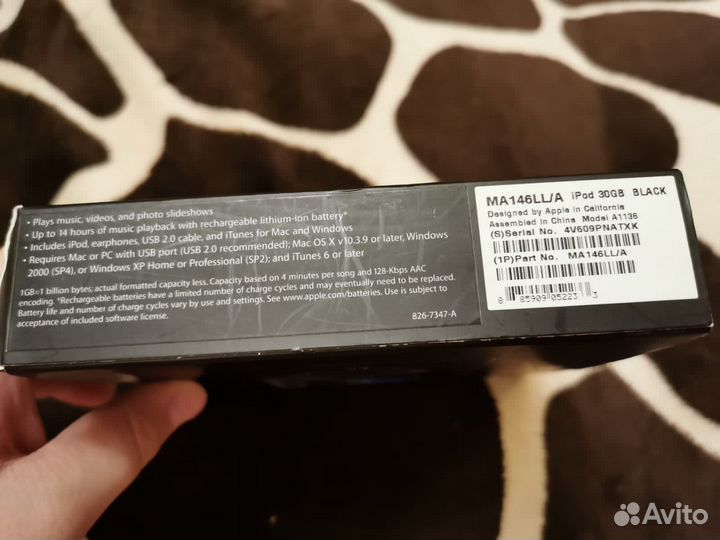 • Plays music, videos, and photo slideshows
• Up to 14 hours of music playback with rechargeable lithium-ion battery*
• Includes iPod, earphones, USB 2.0 cable, and iTunes for Mac and Windows
• Requires Mac or PC with USB port (USB 2.0 recommended); Mac OS X v10.3.9 or later, Windows
2000 (SP4), or Windows XP Home or Professional (SP2); and iTunes 6 or later
1GB=1 billion bytes; actual formatted capacity less. Capacity based on 4 minutes per song and 128-Kbps AAC
encoding. *Rechargeable batteries have a limited number of charge cycles and may eventually need to be replaced.
Battery life and number of charge cycles vary by use and settings. See www.apple.com/batteries. Use is subject to
acceptance of included software license.
826-7347-A
MA146LL/A iPod 30GB BLACK
Designed by Apple in California
Assembled in China Model A1136
(S)Serial No. 4V609PNATXK
(1P)Part No. MA146LL/A
8 85909 05223 3
Avito